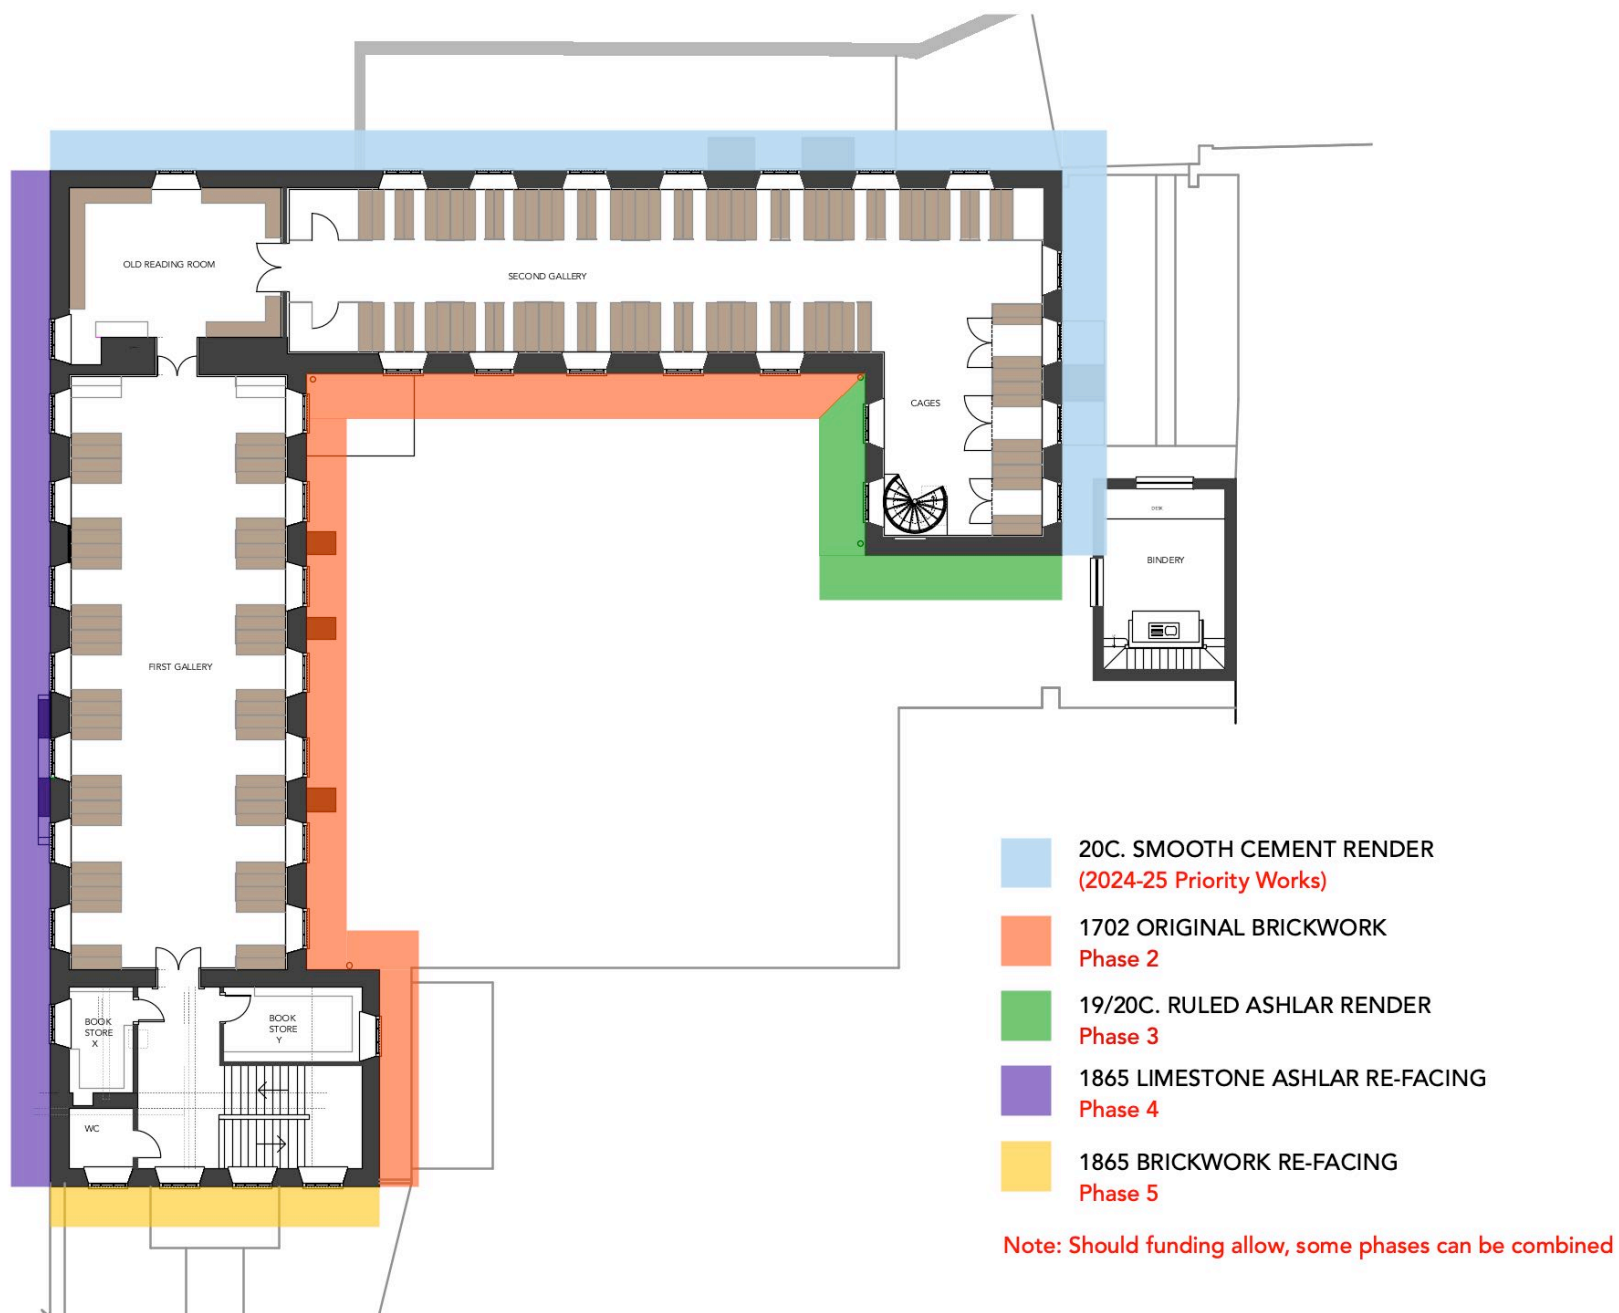 OLD READING ROOM
SECOND GALLERY
CAGES
DESK
BINDERY
FIRST GALLERY
BOOK
STORE
X
BOOK
STORE
Y
WC
20C. SMOOTH CEMENT RENDER
(2024-25 Priority Works)
1702 ORIGINAL BRICKWORK
Phase 2
19/20C. RULED ASHLAR RENDER
Phase 3
1865 LIMESTONE ASHLAR RE-FACING
Phase 4
1865 BRICKWORK RE-FACING
Phase 5
Note: Should funding allow, some phases can be combined